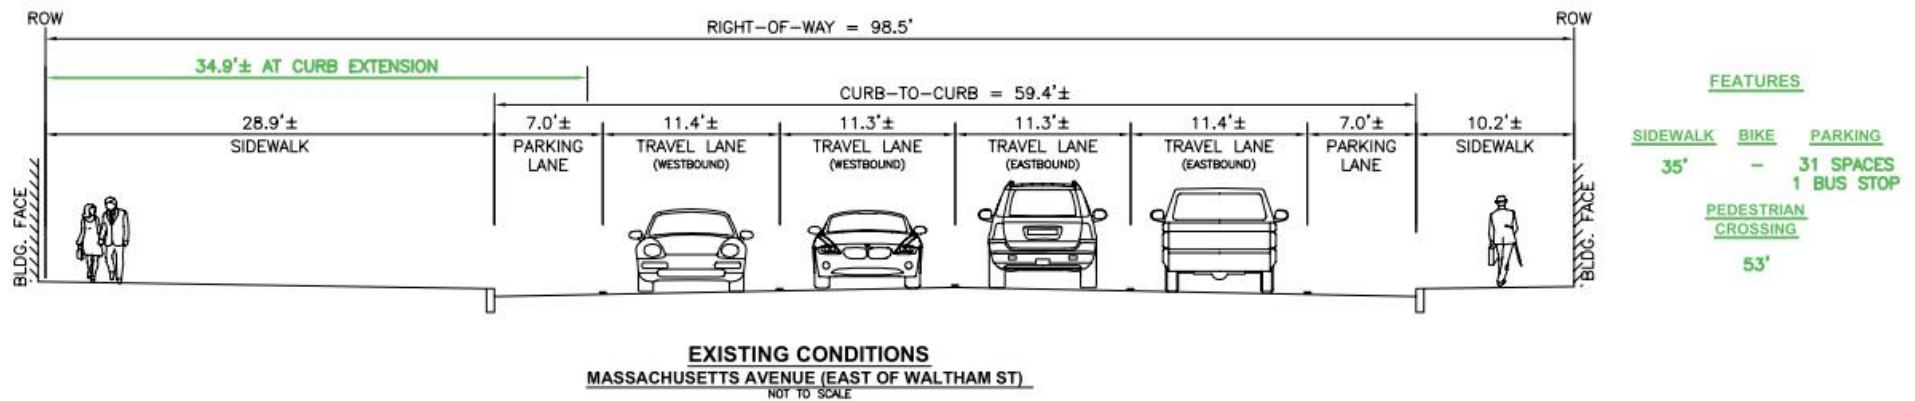 ROW
ROW
RIGHT-OF-WAY = 98.5'
34.9'± AT CURB EXTENSION
CURB-TO-CURB = 59.4'±
28.9'±
SIDEWALK
7.0'±
PARKING
LANE
11.4'±
TRAVEL LANE
(WESTBOUND)
11.3'±
TRAVEL LANE
(WESTBOUND)
11.3'±
TRAVEL LANE
(EASTBOUND)
11.4'±
TRAVEL LANE
(EASTBOUND)
7.0'±
PARKING
LANE
10.2'±
SIDEWALK
BLDG. FACE
BLDG. FACE
FEATURES
SIDEWALK BIKE PARKING
35' - 31 SPACES
1 BUS STOP
PEDESTRIAN
CROSSING
53'
EXISTING CONDITIONS
MASSACHUSETTS AVENUE (EAST OF WALTHAM ST)
NOT TO SCALE